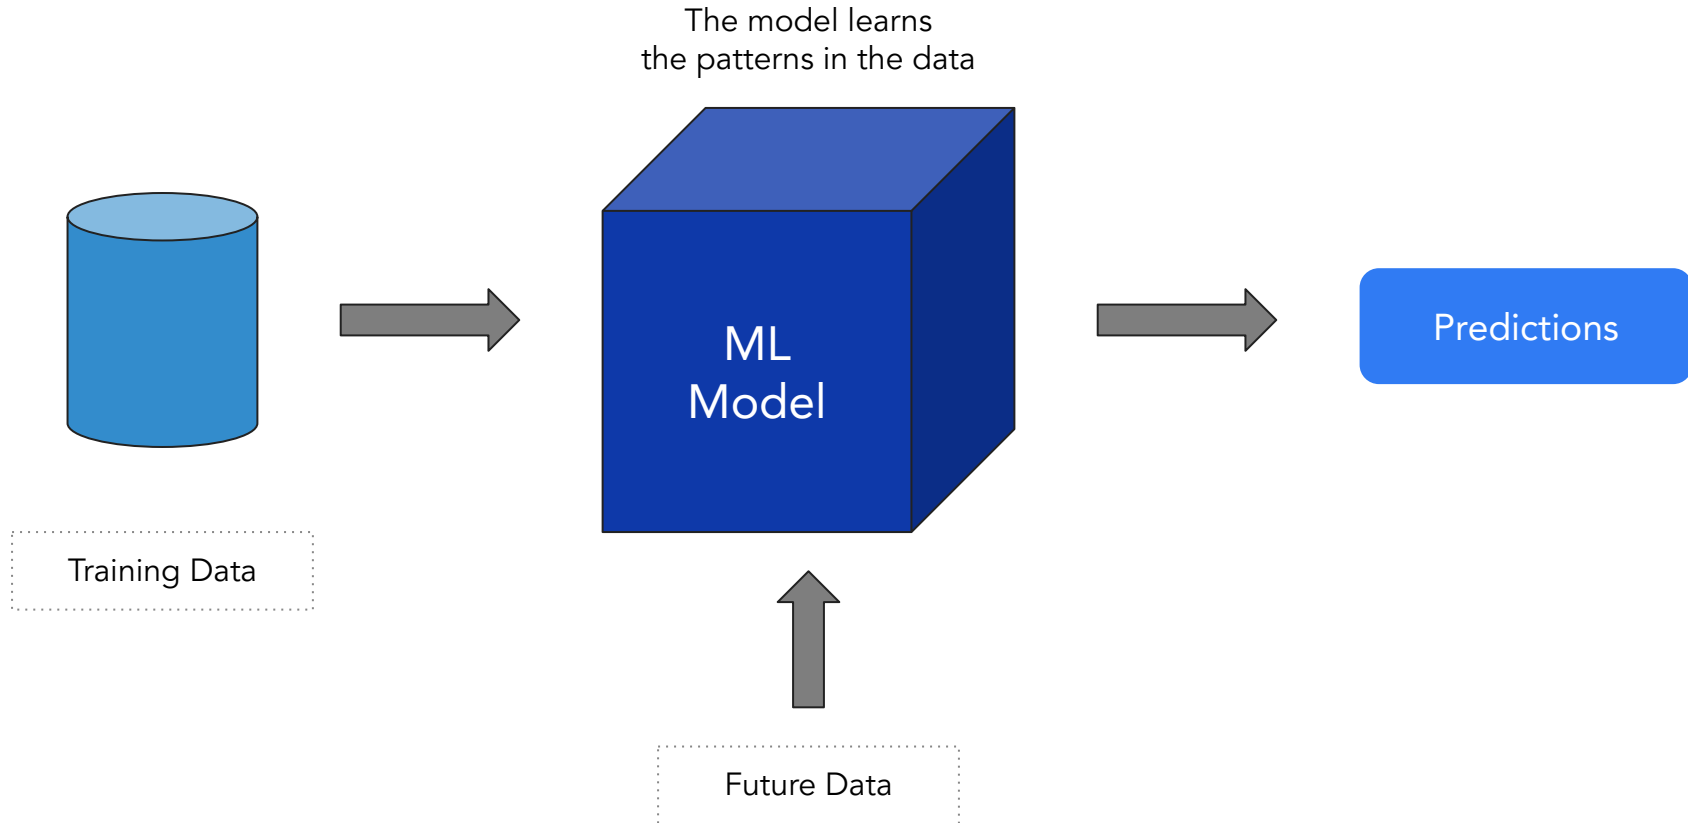 The model learns
the patterns in the data
ML
Model
Predictions
Training Data
Future Data